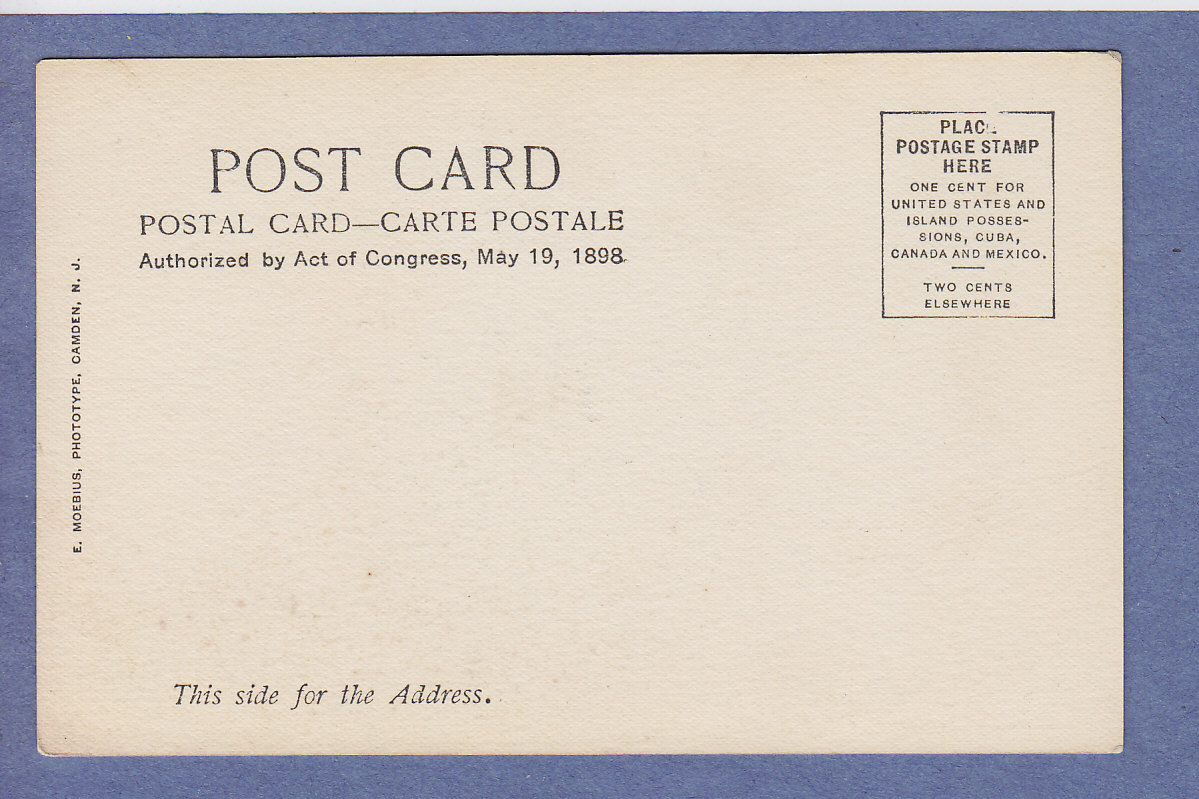 POST CARD
POSTAL CARD—CARTE POSTALE
Authorized by Act of Congress, May 19, 1898.
PLACE
POSTAGE STAMP
HERE
ONE CENT FOR
UNITED STATES AND
ISLAND POSSES-
SIONS, CUBA,
CANADA AND MEXICO.
TWO CENTS
ELSEWHERE
E. MOEBIUS, PHOTOTYPE, CAMDEN, N. J.
This side for the Address.